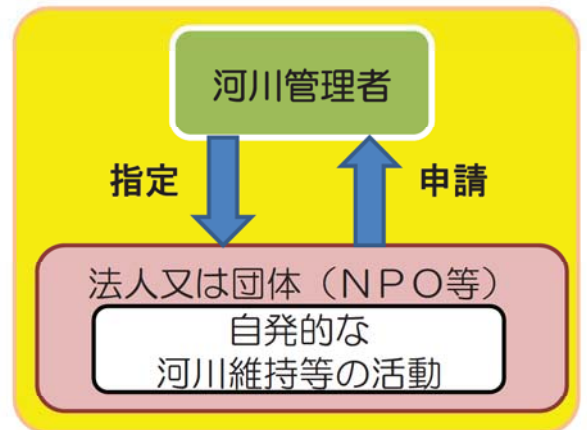 河川管理者
指定
申請
法人又は団体（ＮＰＯ等）
自発的な
河川維持等の活動